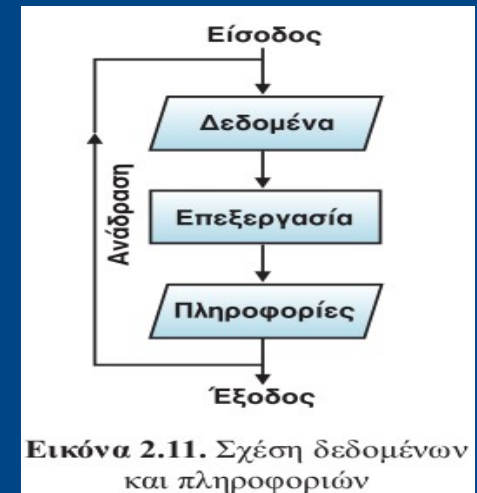 Είσοδος
Δεδομένα
Ανάδραση
Επεξεργασία
Πληροφορίες
Έξοδος
Εικόνα 2.11. Σχέση δεδομένων
και πληροφοριών